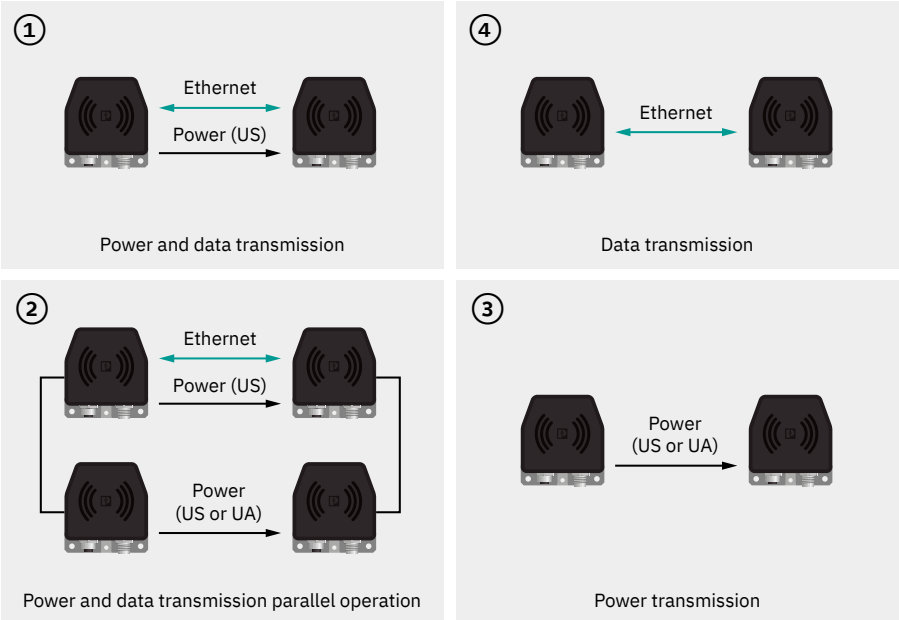 ①
Ethernet
Power (US)
Power and data transmission
④
Ethernet
Data transmission
②
Ethernet
Power (US)
Power
(US or UA)
Power and data transmission parallel operation
③
Power
(US or UA)
Power transmission